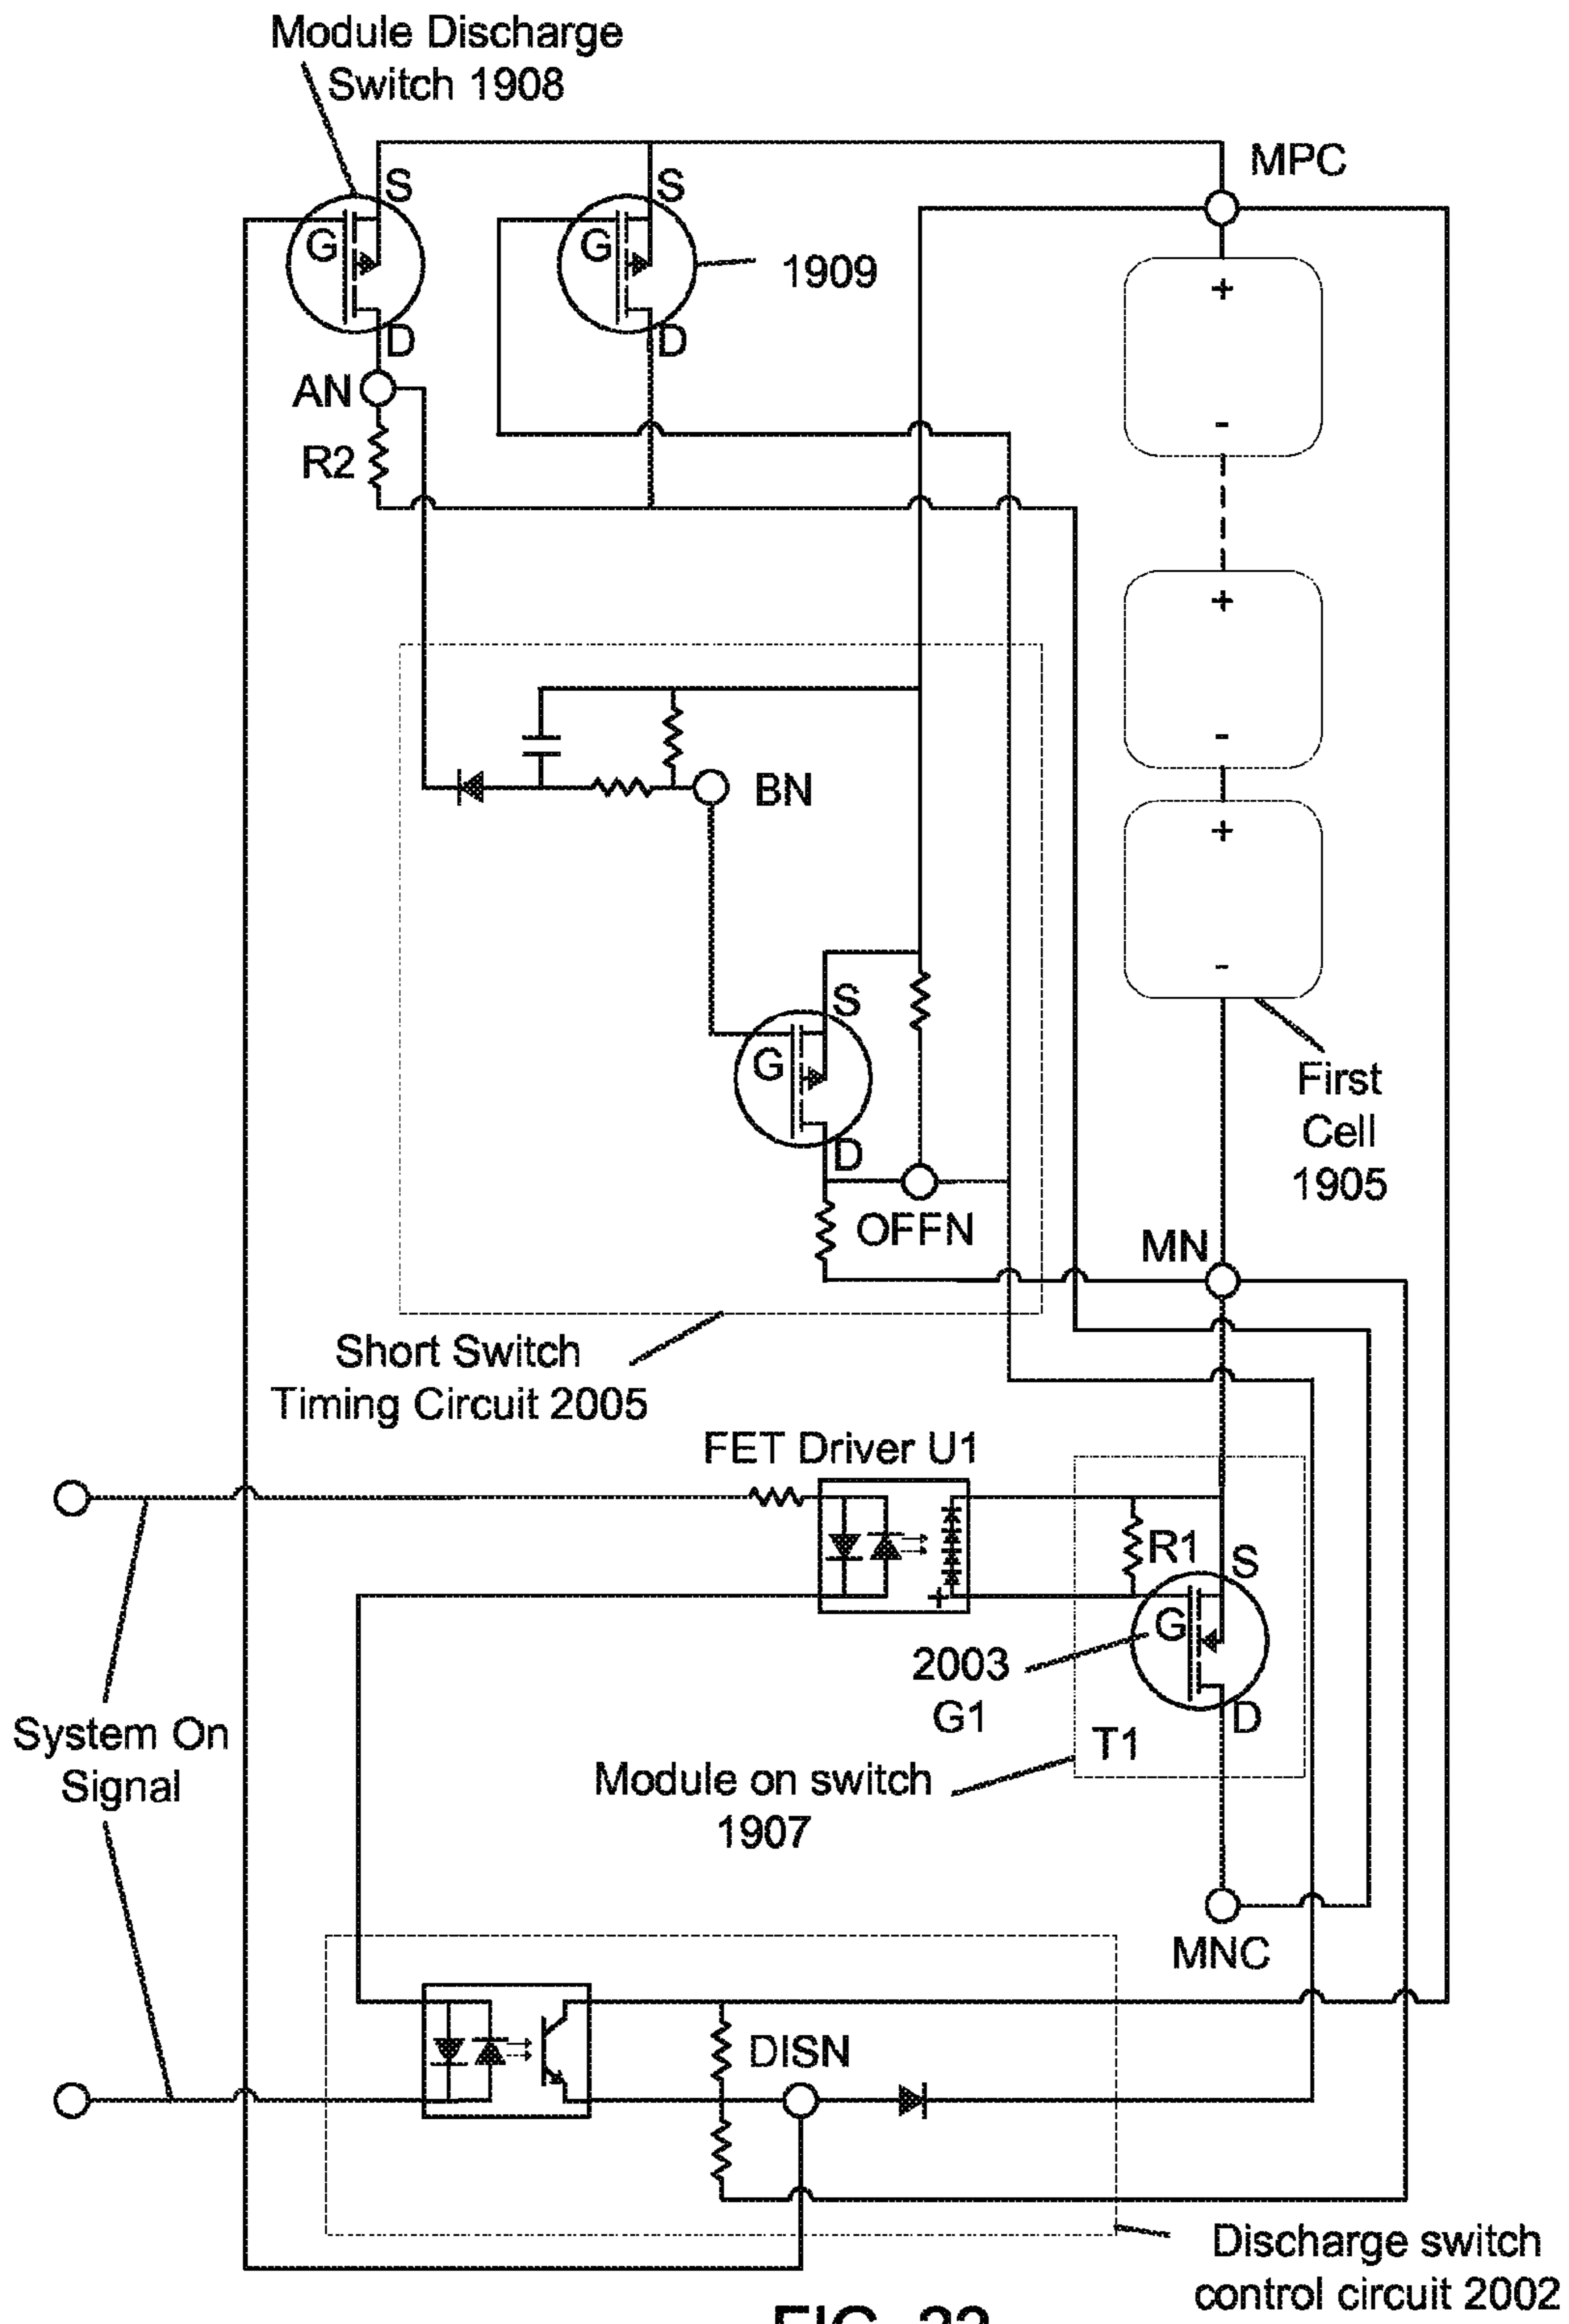 Module Discharge
Switch 1908
MPC
S
S
G
G
1909
D
D
AN
R2
+
-
+
-
BN
+
-
S
G
D
OFFN
First
Cell
1905
MN
Short Switch
Timing Circuit 2005
FET Driver U1
R1
S
+
G
2003
G1
D
T1
System On
Signal
Module on switch
1907
MNC
DISN
Discharge switch
control circuit 2002